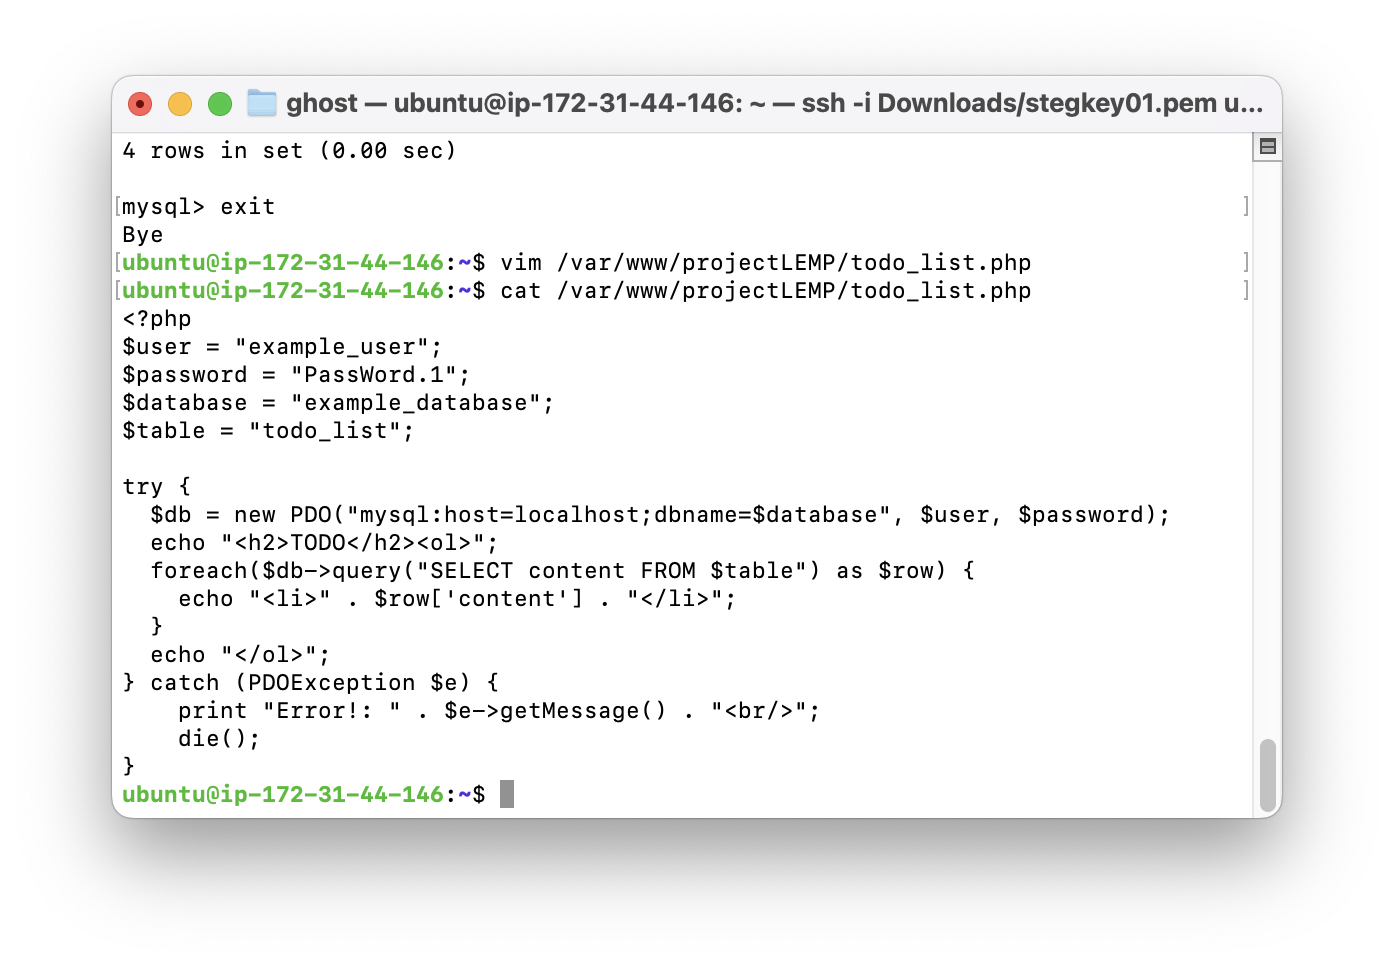 ghost — ubuntu@ip-172-31-44-146: ~ — ssh -i Downloads/stegkey01.pem u...
4 rows in set (0.00 sec)
[mysql> exit ]
Bye
[ubuntu@ip-172-31-44-146:~$ vim /var/www/projectLEMP/todo_list.php ]
[ubuntu@ip-172-31-44-146:~$ cat /var/www/projectLEMP/todo_list.php ]
<?php
$user = "example_user";
$password = "PassWord.1";
$database = "example_database";
$table = "todo_list";

try {
  $db = new PDO("mysql:host=localhost;dbname=$database", $user, $password);
  echo "<h2>TODO</h2><ol>";
  foreach($db->query("SELECT content FROM $table") as $row) {
    echo "<li>" . $row['content'] . "</li>";
  }
  echo "</ol>";
} catch (PDOException $e) {
    print "Error!: " . $e->getMessage() . "<br/>";
    die();
}
ubuntu@ip-172-31-44-146:~$